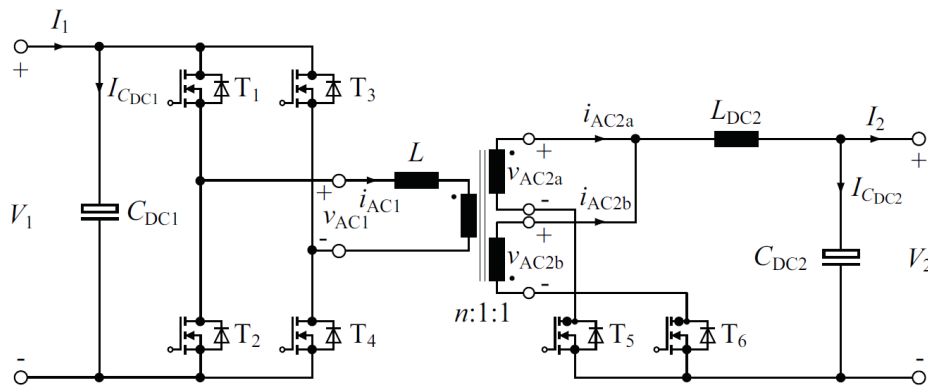 I1
ICDC1
T1
T3
iAC2a
LDC2
I2
+
+
+
L
iAC1
+
vAC1
-
vAC2a
-
iAC2b
+
ICDC2
V1
CDC1
vAC2b
-
CDC2
V2
n:1:1
T2
T4
T5
T6
-
-